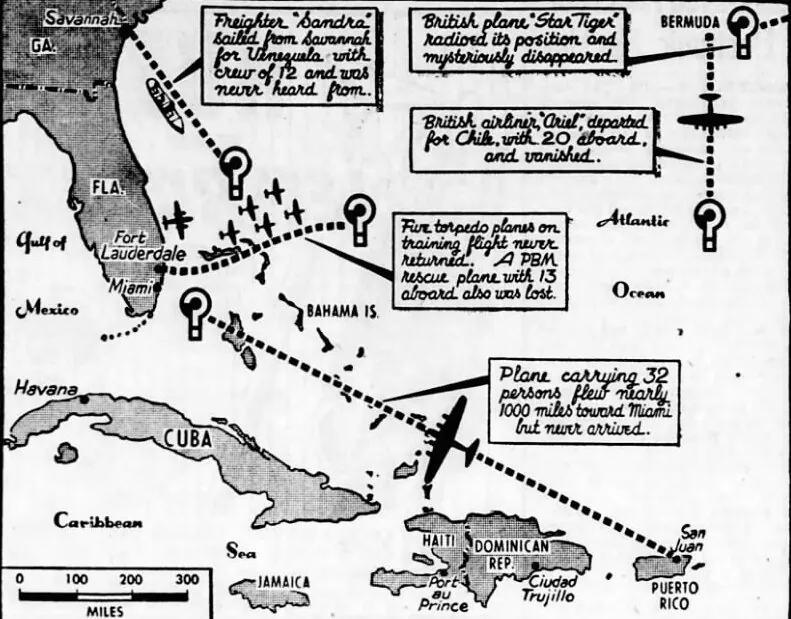 Savannah
GA.
Freighter "Sandra"
sailed from Savannah
for Venezuela with
crew of 12 and was
never heard from.
British plane "Star Tiger"
radioed its position and
mysteriously disappeared.
BERMUDA
British airliner, "Ariel," departed
for Chile, with 20 aboard,
and vanished.
FLA.
Gulf of
Mexico
Fort
Lauderdale
Miami
Five torpedo planes on
training flight never
returned. A PBM
rescue plane with 13
aboard also was lost.
Atlantic
Ocean
BAHAMA IS.
Plane carrying 32
persons flew nearly
1000 miles toward Miami
but never arrived.
Havana
CUBA
Caribbean
Sea
HAITI
DOMINICAN
REP.
Port
au
Prince
Ciudad
Trujillo
San
Juan
PUERTO
RICO
JAMAICA
0 100 200 300
MILES